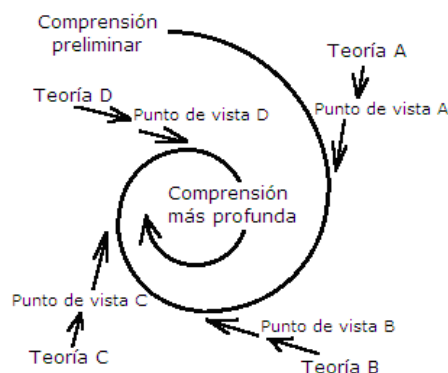 Comprensión
preliminar
Teoría A
Punto de vista A
Teoría D
Punto de vista D
Comprensión
más profunda
Punto de vista C
Teoría C
Punto de vista B
Teoría B